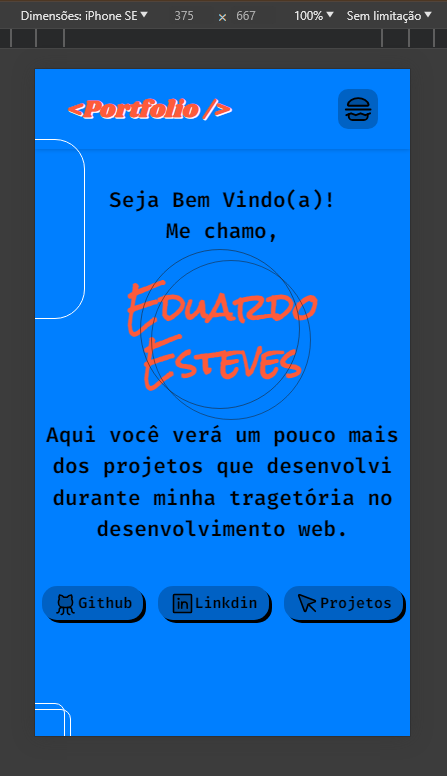 Dimensões: iPhone SE ▼ 375 × 667 100% ▼ Sem limitação ▼
<Portfolio />
Seja Bem Vindo(a)!
Me chamo,
Eduardo
Esteves
Aqui você verá um pouco mais
dos projetos que desenvolvi
durante minha tragetória no
desenvolvimento web.
Github Linkdin Projetos